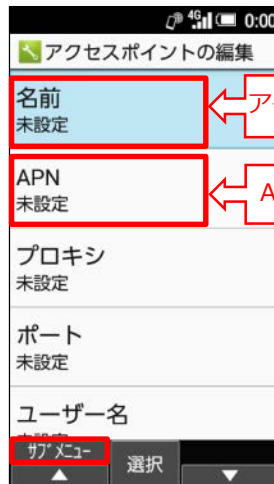 4G 0:00
アクセスポイントの編集
名前
未設定
ア
APN
未設定
A
プロキシ
未設定
ポート
未設定
ユーザー名
ｻﾌﾞﾒﾆｭｰ
選択